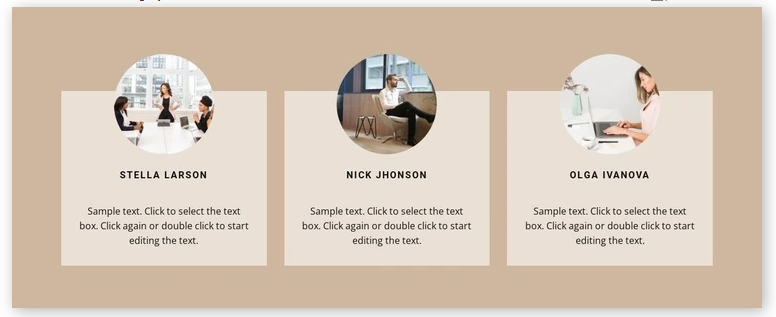 STELLA LARSON
Sample text. Click to select the text
box. Click again or double click to start
editing the text.
NICK JHONSON
Sample text. Click to select the text
box. Click again or double click to start
editing the text.
OLGA IVANOVA
Sample text. Click to select the text
box. Click again or double click to start
editing the text.